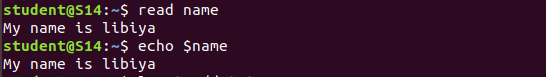 student@S14:~$ read name
My name is libiya
student@S14:~$ echo $name
My name is libiya